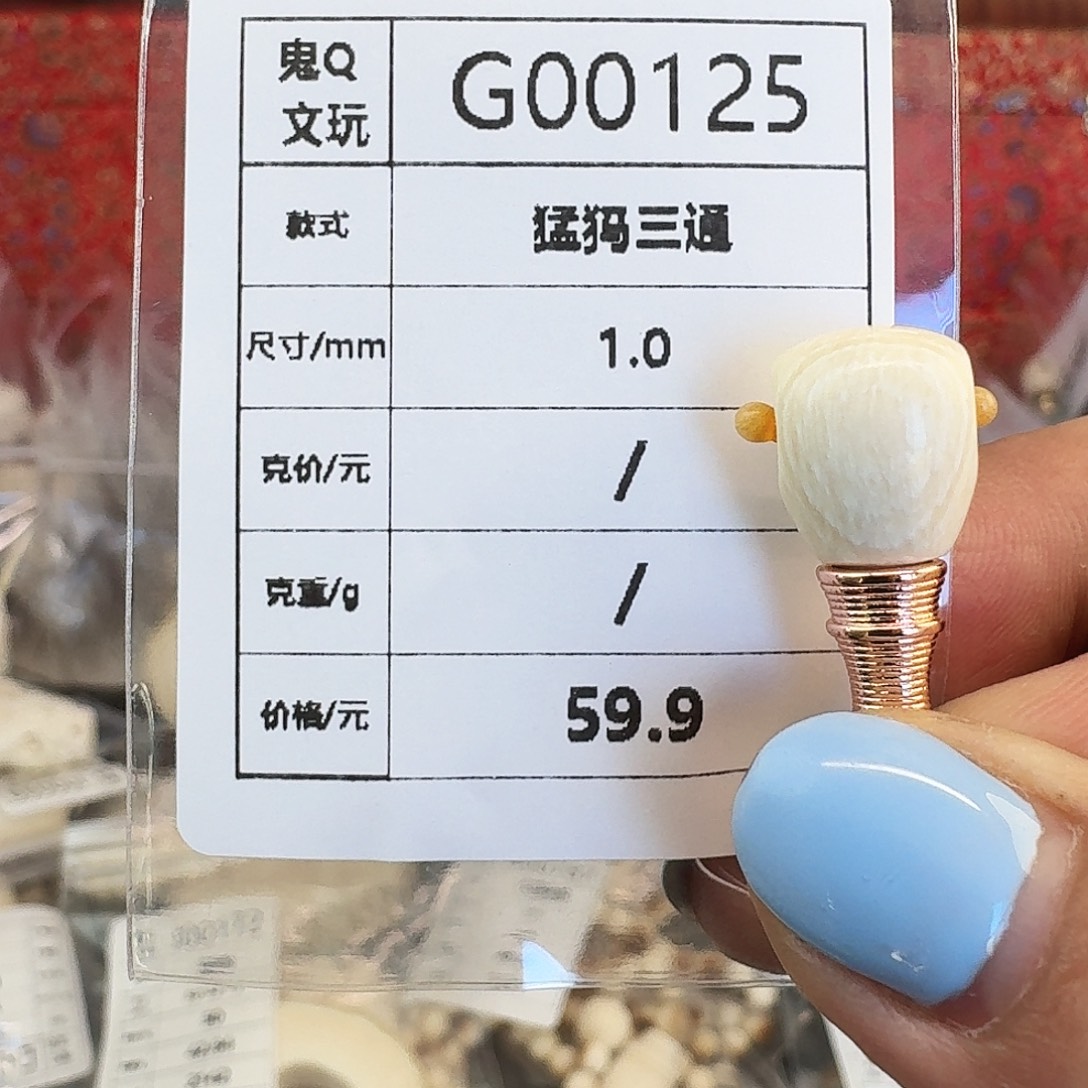 鬼Q
文玩
G00125
款式 猛犸三通
尺寸/mm 1.0
克价/元 /
克重/g /
价格/元 59.9